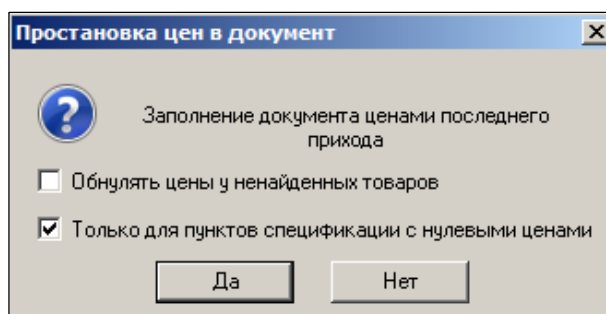 Простановка цен в документ
Заполнение документа ценами последнего
прихода
Обнулять цены у ненайденных товаров
Только для пунктов спецификации с нулевыми ценами
Да Нет